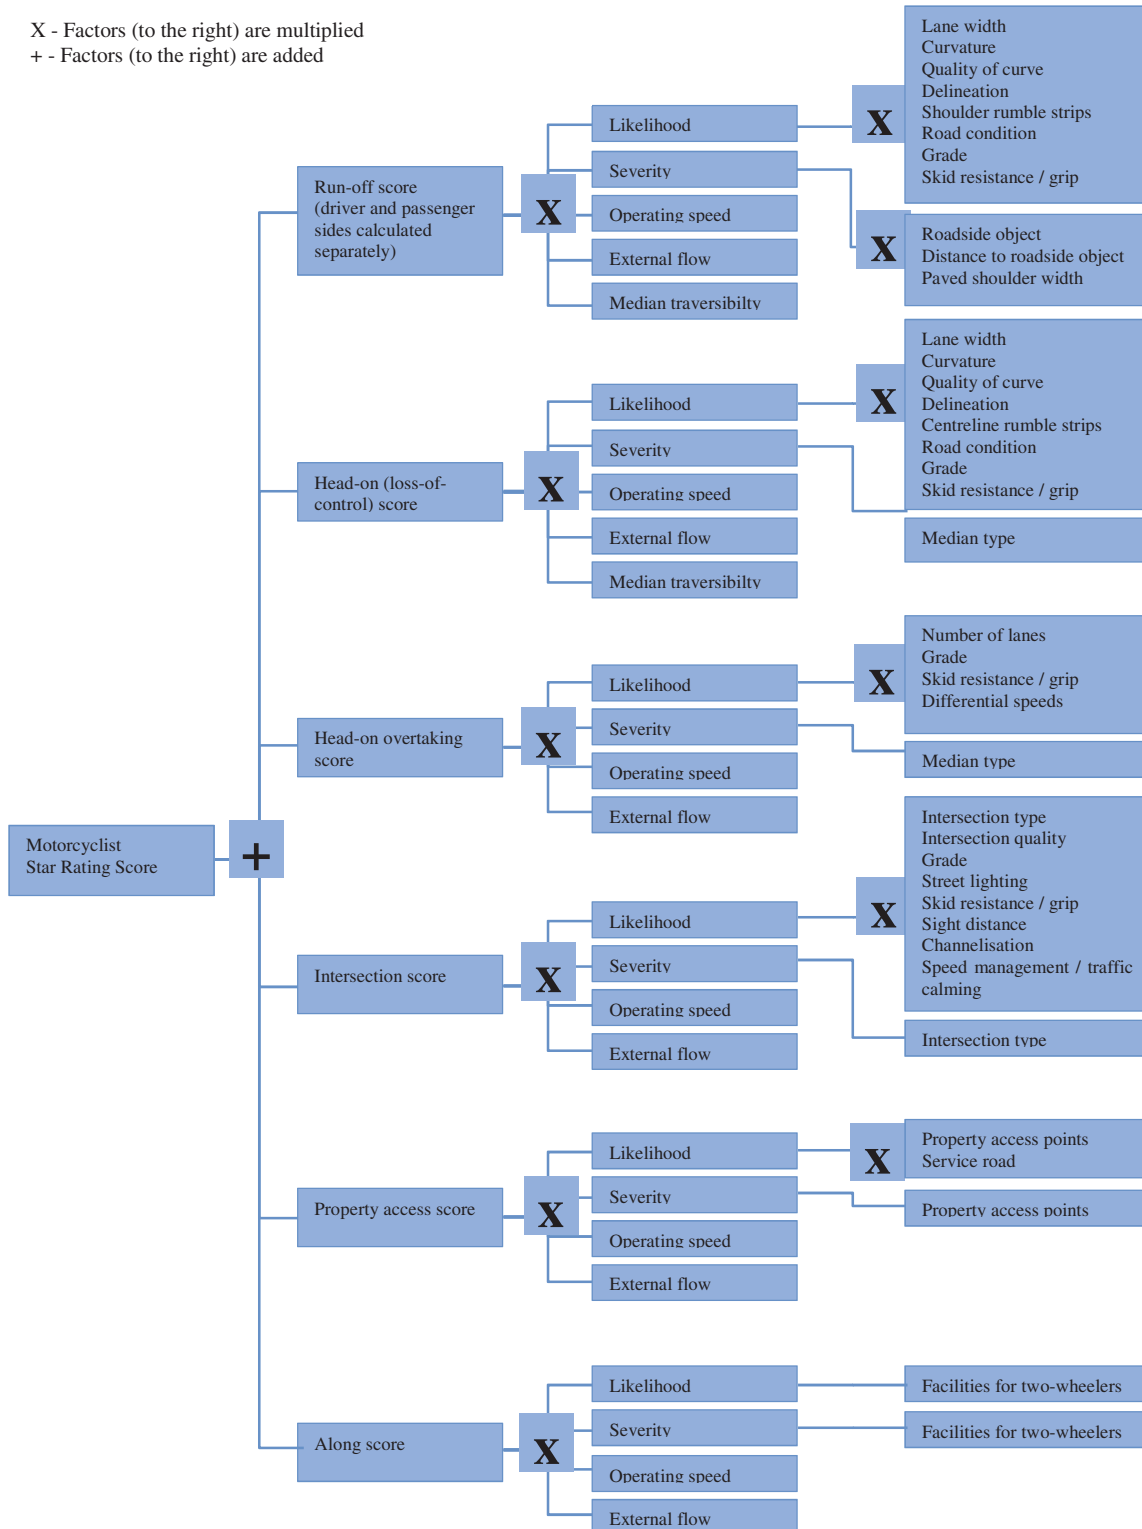 X - Factors (to the right) are multiplied
+ - Factors (to the right) are added
Motorcyclist
Star Rating Score
+
Run-off score
(driver and passenger
sides calculated
separately)
X
Likelihood
Severity
Operating speed
External flow
Median traversibilty
X
Lane width
Curvature
Quality of curve
Delineation
Shoulder rumble strips
Road condition
Grade
Skid resistance / grip
X
Roadside object
Distance to roadside object
Paved shoulder width
Head-on (loss-of-
control) score
X
Likelihood
Severity
Operating speed
External flow
Median traversibilty
X
Lane width
Curvature
Quality of curve
Delineation
Centreline rumble strips
Road condition
Grade
Skid resistance / grip
Median type
Head-on overtaking
score
X
Likelihood
Severity
Operating speed
External flow
X
Number of lanes
Grade
Skid resistance / grip
Differential speeds
Median type
Intersection score
X
Likelihood
Severity
Operating speed
External flow
X
Intersection type
Intersection quality
Grade
Street lighting
Skid resistance / grip
Sight distance
Channelisation
Speed management / traffic
calming
Intersection type
Property access score
X
Likelihood
Severity
Operating speed
External flow
X
Property access points
Service road
Property access points
Along score
X
Likelihood
Severity
Operating speed
External flow
Facilities for two-wheelers
Facilities for two-wheelers